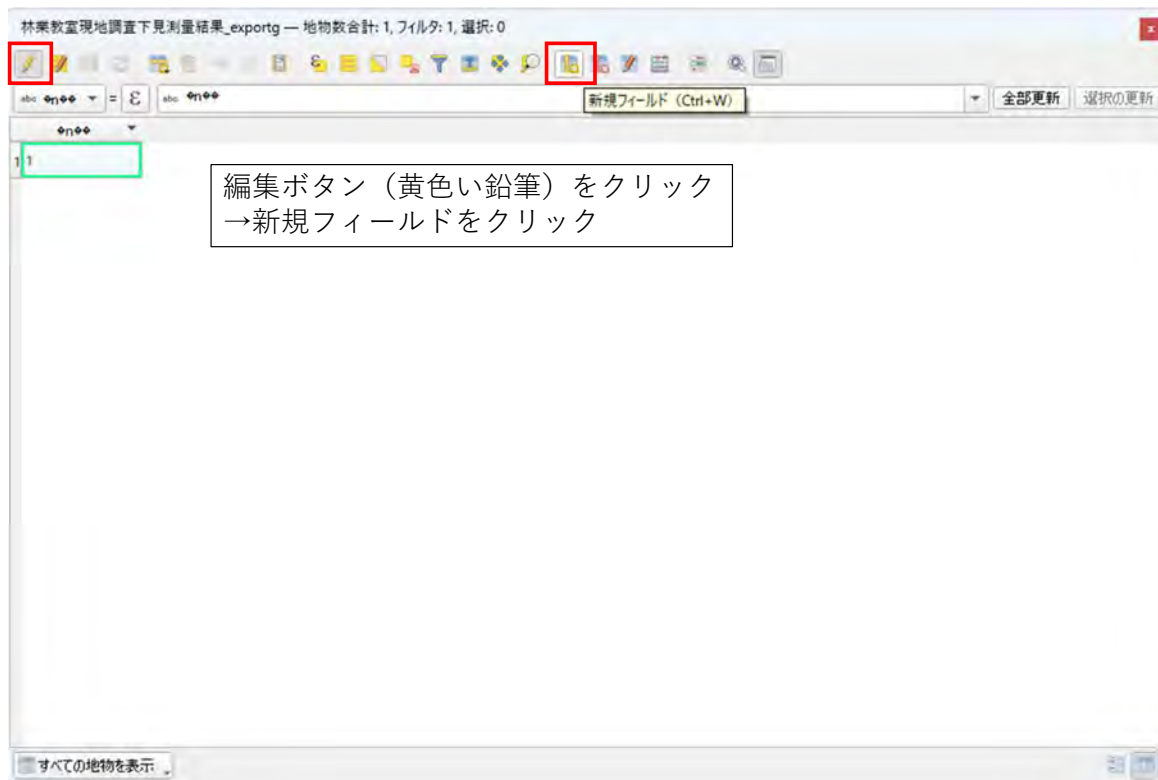 林業教室現地調査下見測量結果_exportg — 地物数合計: 1, フィルタ: 1, 選択: 0
abc �n�� = ε abc �n�� 全部更新 選択の更新
新規フィールド (Ctrl+W)
�n��
1 1
編集ボタン（黄色い鉛筆）をクリック
→新規フィールドをクリック
すべての地物を表示